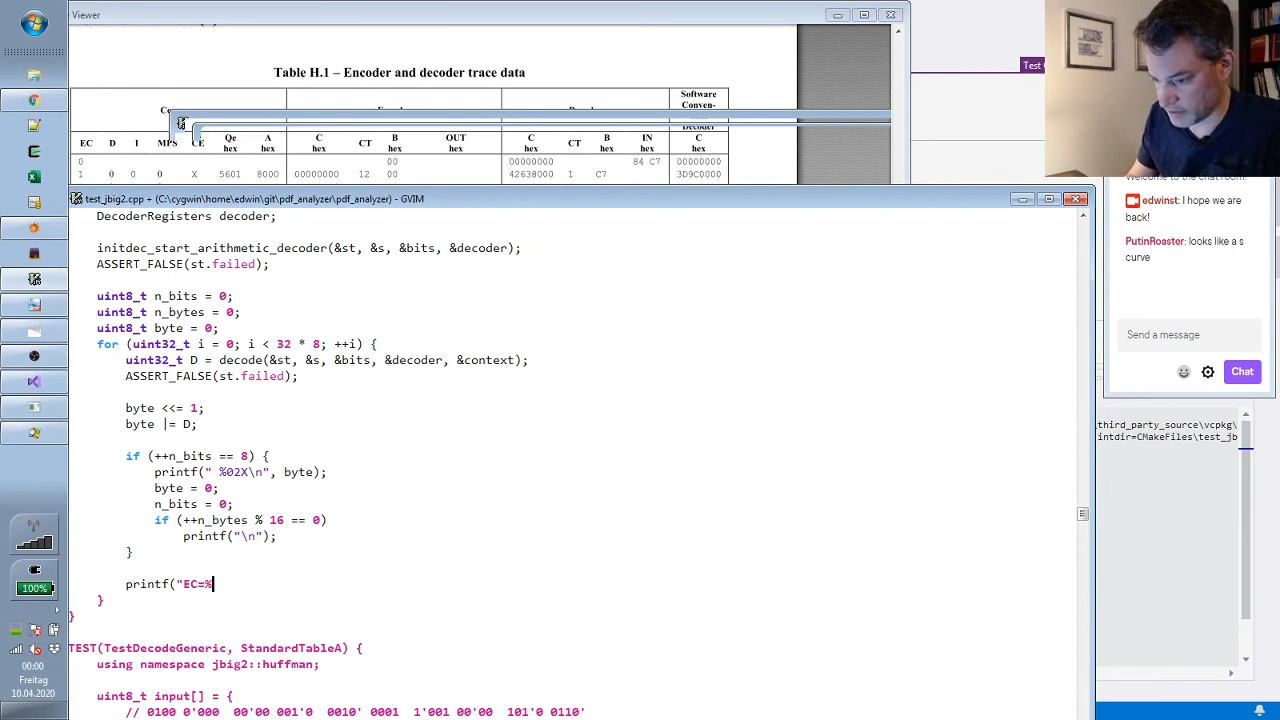 Viewer
Table H.1 – Encoder and decoder trace data
Software
Conven-
Decoder
EC D I MPS CE Qe A C CT B OUT C CT B IN C
hex hex hex hex hex hex hex hex hex
0 00 00000000 84 C7 00000000
1 0 0 0 X 5601 8000 00000000 12 00 42638000 1 C7 3D9C0000
Test
Welcome to the chat room!
edwinst: I hope we are
back!
PutinRoaster: looks like a s
curve
Send a message
Chat
test_jbig2.cpp + (C:\cygwin\home\edwin\git\pdf_analyzer\pdf_analyzer) - GVIM
DecoderRegisters decoder;
initdec_start_arithmetic_decoder(&st, &s, &bits, &decoder);
ASSERT_FALSE(st.failed);
uint8_t n_bits = 0;
uint8_t n_bytes = 0;
uint8_t byte = 0;
for (uint32_t i = 0; i < 32 * 8; ++i) {
uint32_t D = decode(&st, &s, &bits, &decoder, &context);
ASSERT_FALSE(st.failed);
byte <<= 1;
byte |= D;
if (++n_bits == 8) {
printf(" %02X\n", byte);
byte = 0;
n_bits = 0;
if (++n_bytes % 16 == 0)
printf("\n");
}
printf("EC=%
}
}
TEST(TestDecodeGeneric, StandardTableA) {
using namespace jbig2::huffman;
uint8_t input[] = {
// 0100 0'000 00'00 001'0 0010' 0001 1'001 00'00 101'0 0110'
third_party_source\vcpkg\
intdir=CMakeFiles\test_jb
100%
00:00
Freitag
10.04.2020